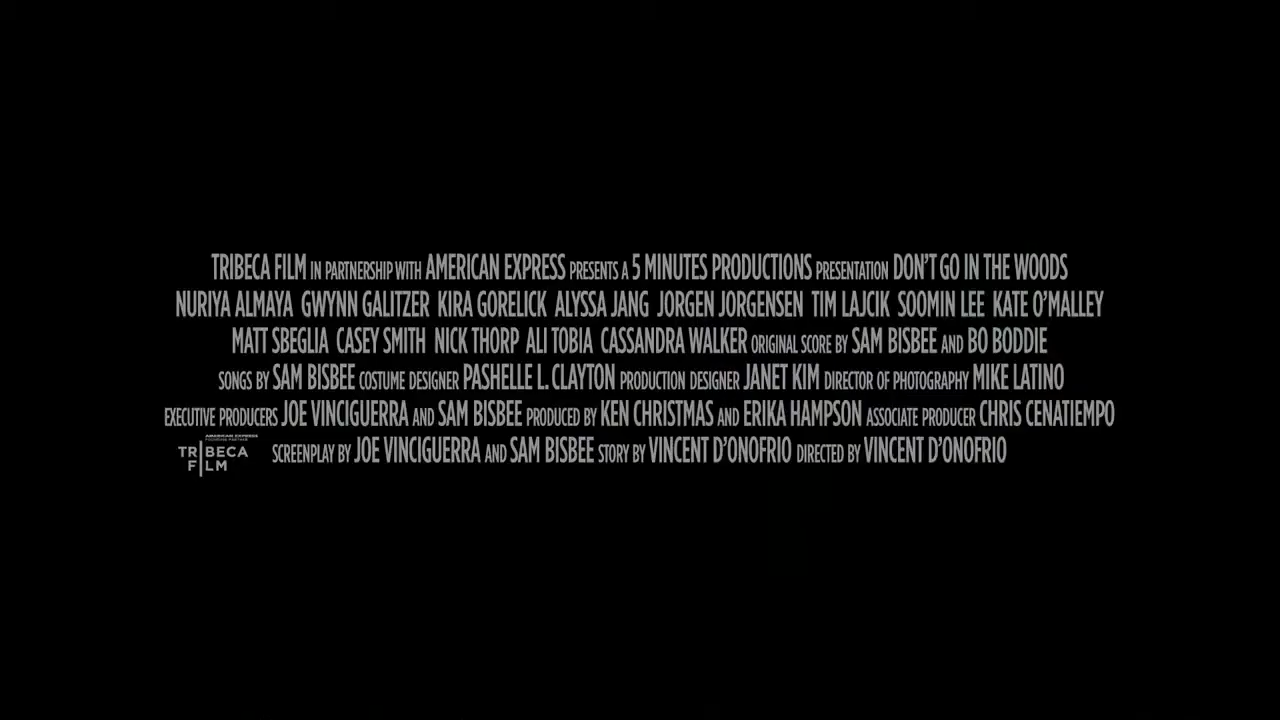 TRIBECA FILM IN PARTNERSHIP WITH AMERICAN EXPRESS PRESENTS A 5 MINUTES PRODUCTIONS PRESENTATION DON'T GO IN THE WOODS
NURIYA ALMAYA GWYNN GALITZER KIRA GORELICK ALYSSA JANG JORGEN JORGENSEN TIM LAJCIK SOOMIN LEE KATE O'MALLEY
MATT SBEGLIA CASEY SMITH NICK THORP ALI TOBIA CASSANDRA WALKER ORIGINAL SCORE BY SAM BISBEE AND BO BODDIE
SONGS BY SAM BISBEE COSTUME DESIGNER PASHELLE L. CLAYTON PRODUCTION DESIGNER JANET KIM DIRECTOR OF PHOTOGRAPHY MIKE LATINO
EXECUTIVE PRODUCERS JOE VINCIGUERRA AND SAM BISBEE PRODUCED BY KEN CHRISTMAS AND ERIKA HAMPSON ASSOCIATE PRODUCER CHRIS CENATIEMPO
SCREENPLAY BY JOE VINCIGUERRA AND SAM BISBEE STORY BY VINCENT D'ONOFRIO DIRECTED BY VINCENT D'ONOFRIO
AMERICAN EXPRESS
FOUNDING PARTNER
TRIBECA
FILM